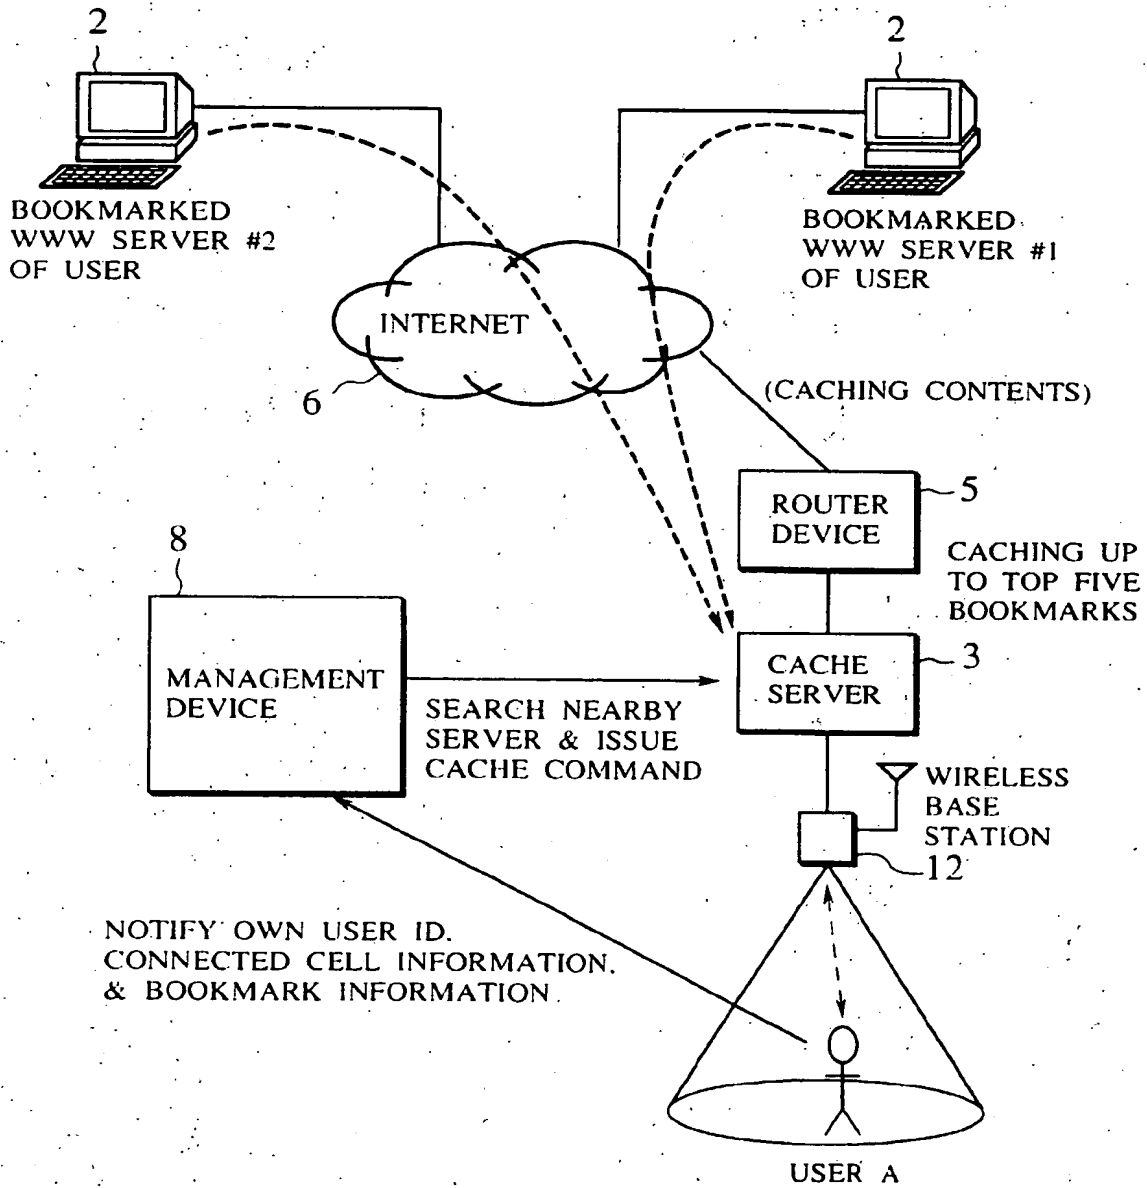 2
2
BOOKMARKED
WWW SERVER #2
OF USER
BOOKMARKED
WWW SERVER #1
OF USER
INTERNET
6
(CACHING CONTENTS)
ROUTER
DEVICE
5
CACHING UP
TO TOP FIVE
BOOKMARKS
8
MANAGEMENT
DEVICE
SEARCH NEARBY
SERVER & ISSUE
CACHE COMMAND
CACHE
SERVER
3
WIRELESS
BASE
STATION
12
NOTIFY OWN USER ID.
CONNECTED CELL INFORMATION.
& BOOKMARK INFORMATION
USER A